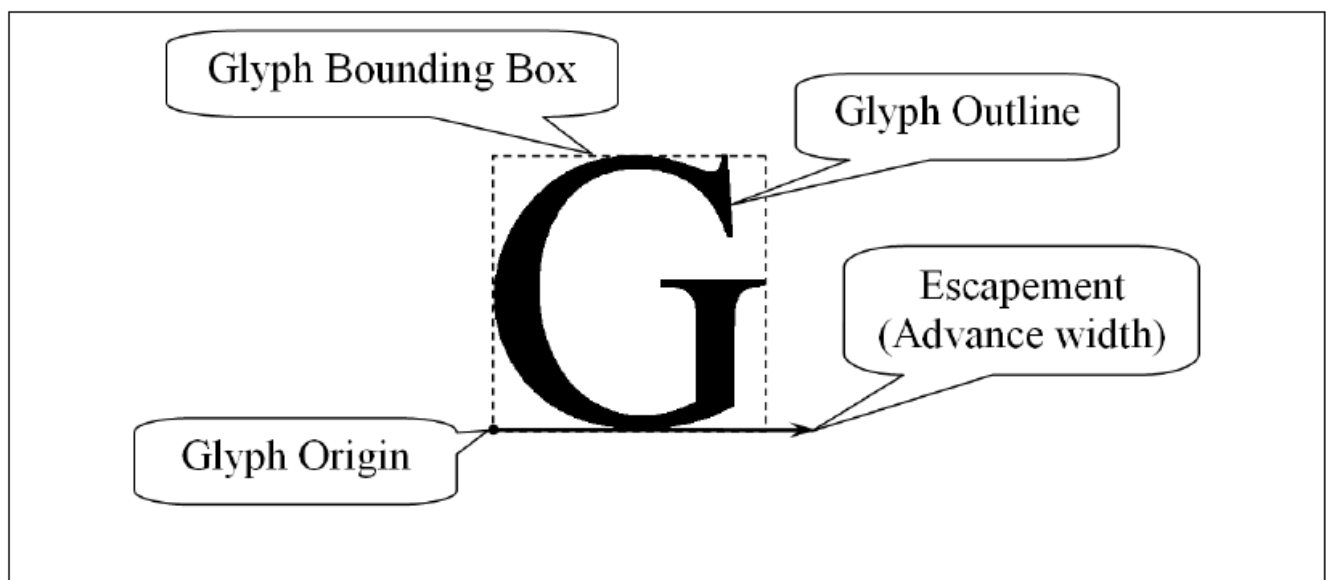 Glyph Bounding Box
Glyph Outline
G
Escapement
(Advance width)
Glyph Origin